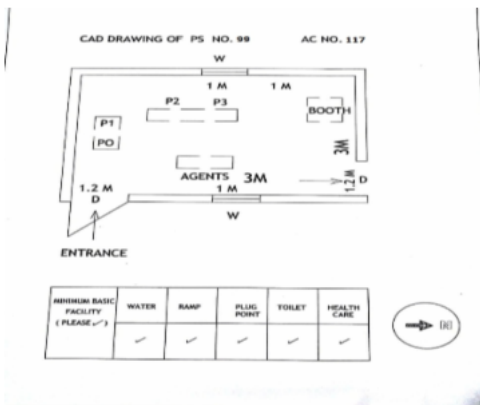 CAD DRAWING OF PS NO. 99 AC NO. 117
W
1 M 1 M
P2 P3
BOOTH
P1
PO
3M
AGENTS 3M
1.2 M 1 M 1.2 M D
D
W
ENTRANCE
MINIMUM BASIC FACILITY ( PLEASE ✓ ) WATER RAMP PLUG POINT TOILET HEALTH CARE
✓ ✓ ✓ ✓ ✓